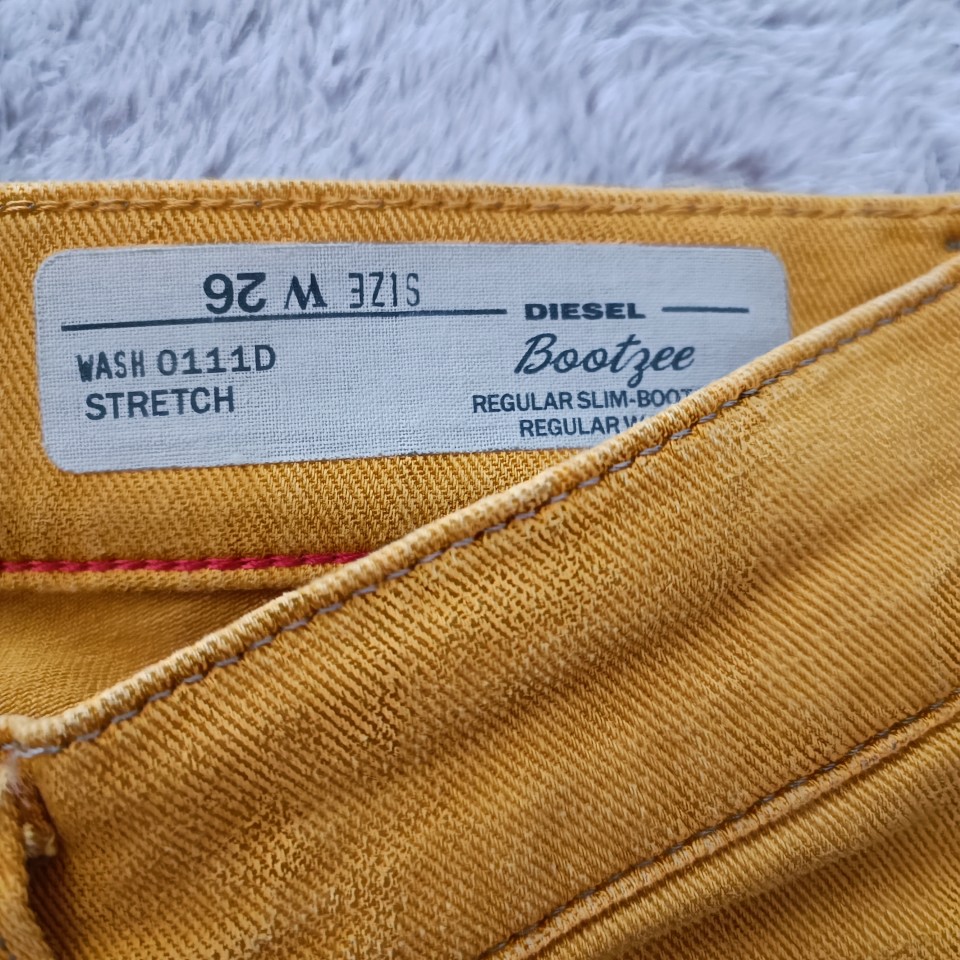 SIZE W 26
DIESEL
Bootzee
WASH 0111D
STRETCH
REGULAR SLIM-BOOT
REGULAR